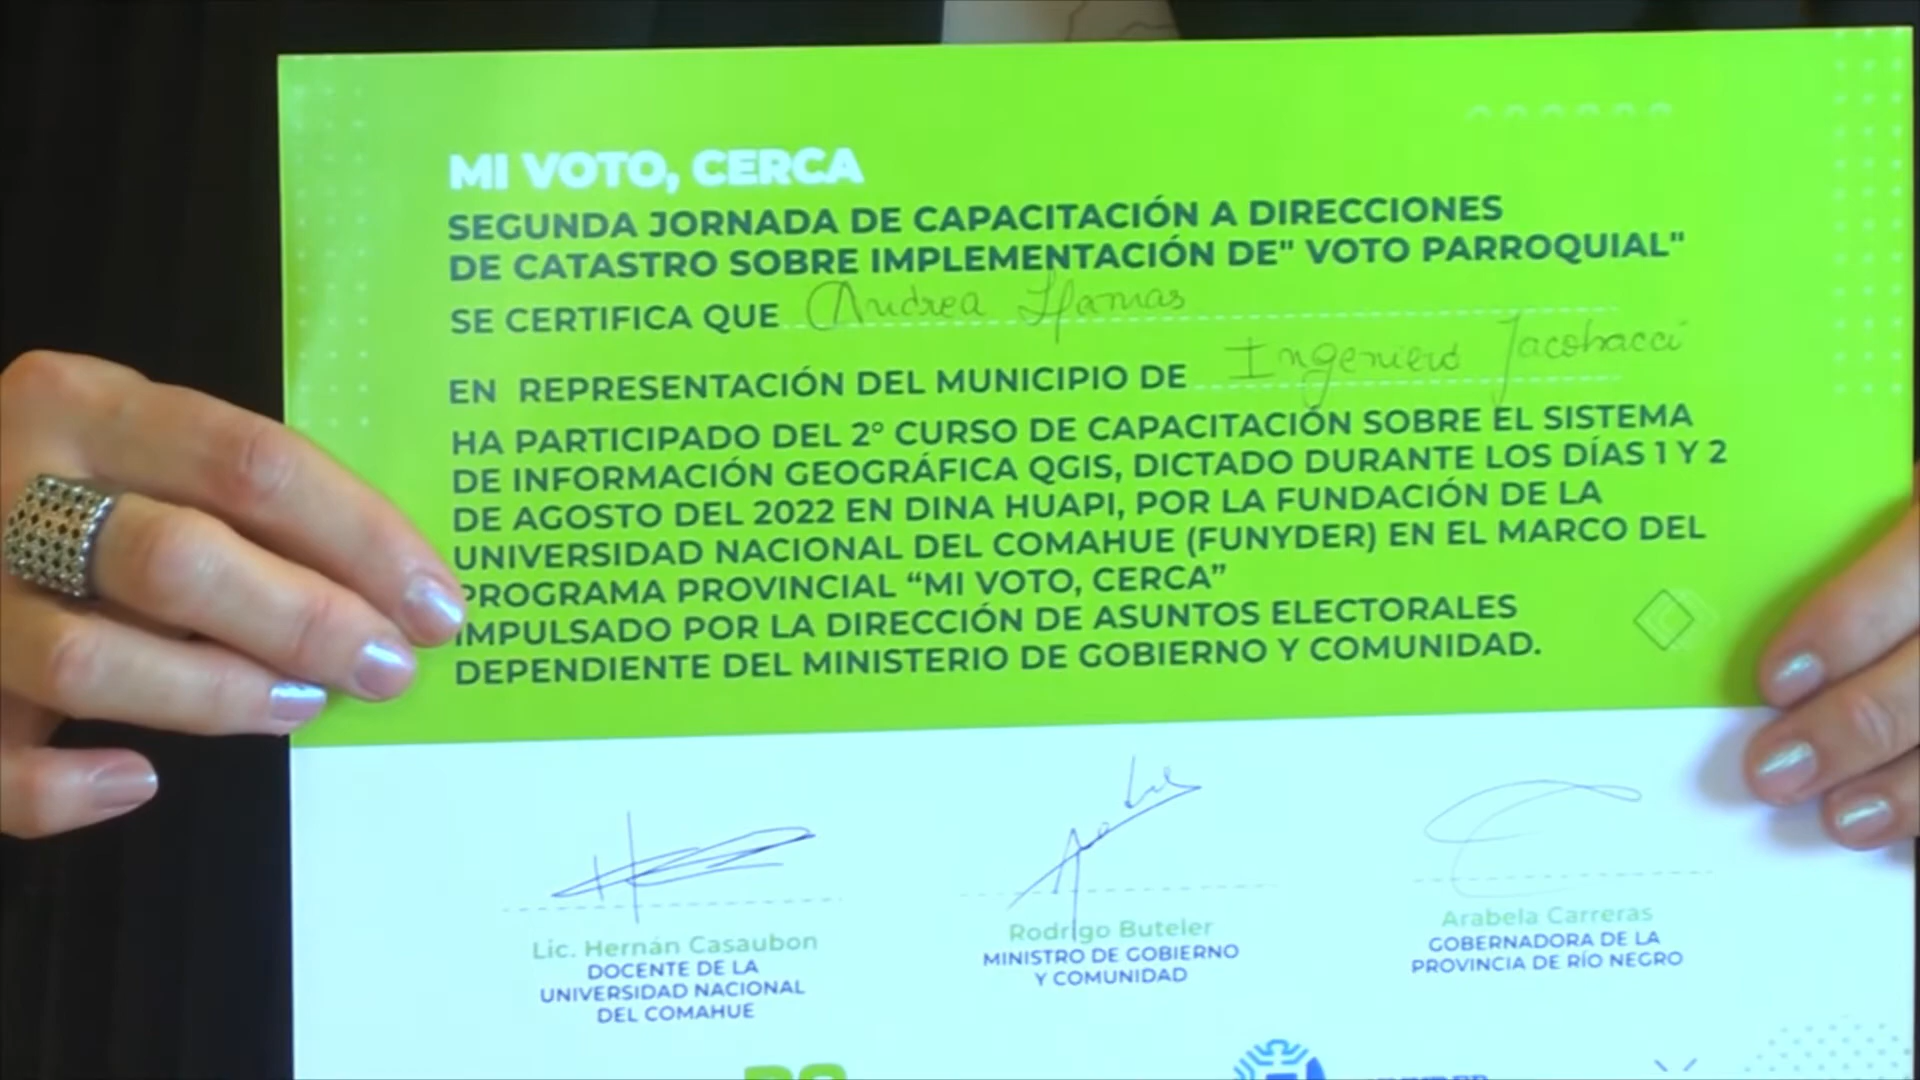 MI VOTO, CERCA
SEGUNDA JORNADA DE CAPACITACIÓN A DIRECCIONES
DE CATASTRO SOBRE IMPLEMENTACIÓN DE" VOTO PARROQUIAL"
SE CERTIFICA QUE Andrea Llamas
EN REPRESENTACIÓN DEL MUNICIPIO DE Ingeniero Jacobacci
HA PARTICIPADO DEL 2° CURSO DE CAPACITACIÓN SOBRE EL SISTEMA
DE INFORMACIÓN GEOGRÁFICA QGIS, DICTADO DURANTE LOS DÍAS 1 Y 2
DE AGOSTO DEL 2022 EN DINA HUAPI, POR LA FUNDACIÓN DE LA
UNIVERSIDAD NACIONAL DEL COMAHUE (FUNYDER) EN EL MARCO DEL
PROGRAMA PROVINCIAL “MI VOTO, CERCA”
IMPULSADO POR LA DIRECCIÓN DE ASUNTOS ELECTORALES
DEPENDIENTE DEL MINISTERIO DE GOBIERNO Y COMUNIDAD.
Lic. Hernán Casaubon
DOCENTE DE LA
UNIVERSIDAD NACIONAL
DEL COMAHUE
Rodrigo Buteler
MINISTRO DE GOBIERNO
Y COMUNIDAD
Arabela Carreras
GOBERNADORA DE LA
PROVINCIA DE RÍO NEGRO